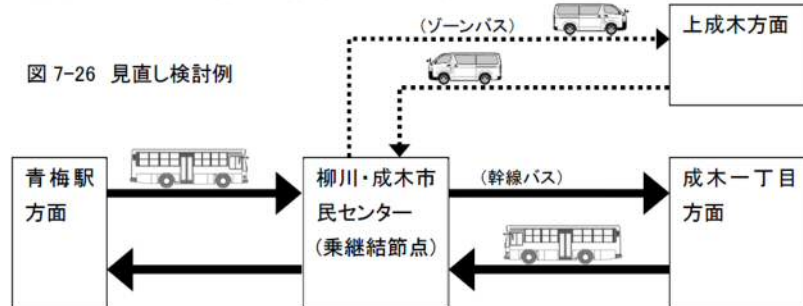 (ゾーンバス)
上成木方面
図 7-26 見直し検討例
青梅駅
方面
柳川・成木市
民センター
(乗継結節点)
(幹線バス)
成木一丁目
方面